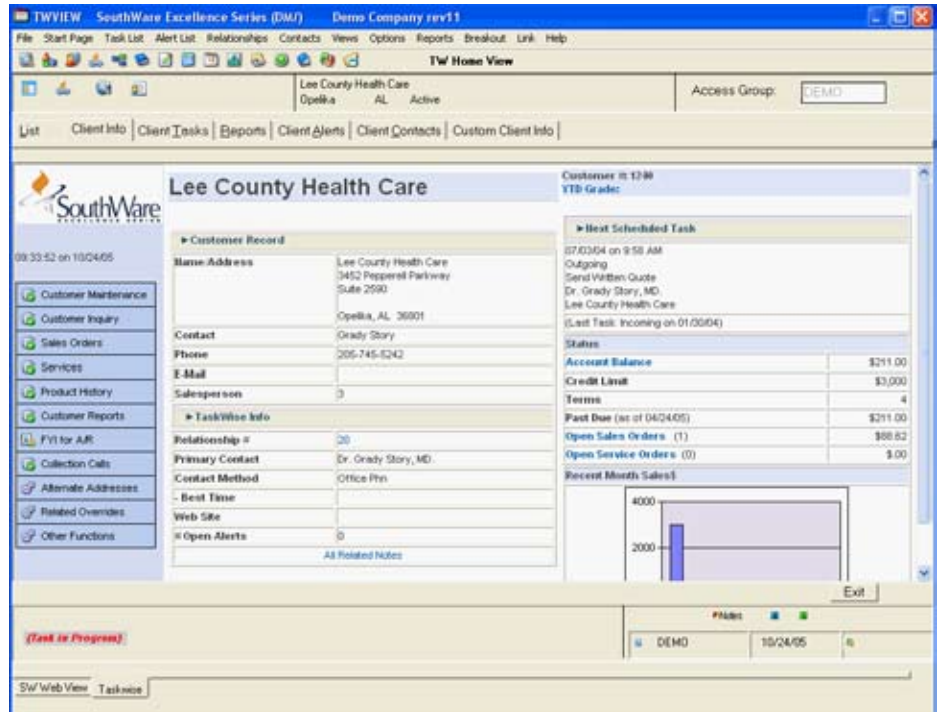 TWVIEW SouthWare Excellence Series (DMJ) Demo Company rev11
File Start Page Task List Alert List Relationships Contacts Views Options Reports Breakout Link Help
TW Home View
Lee County Health Care
Opelika AL Active
Access Group: DEMO
List Client Info Client Tasks Reports Client Alerts Client Contacts Custom Client Info
SouthWare
EXCELLENCE SERIES
09:33:52 on 10/24/05
Customer Maintenance
Customer Inquiry
Sales Orders
Services
Product History
Customer Reports
FYI for A/R
Collection Calls
Alternate Addresses
Related Overrides
Other Functions
Lee County Health Care
Customer Record
Name/Address
Lee County Health Care
3452 Pepperell Parkway
Suite 2590
Opelika, AL 36801
Contact Grady Story
Phone 205-745-5242
E-Mail
Salesperson 3
TaskWise Info
Relationship # 20
Primary Contact Dr. Grady Story, MD.
Contact Method Office Phn
- Best Time
Web Site
# Open Alerts 0
All Related Notes
Customer #: 1200
YTD Grade:
Next Scheduled Task
07/03/04 on 9:58 AM
Outgoing
Send Written Quote
Dr. Grady Story, MD.
Lee County Health Care
(Last Task: Incoming on 01/30/04)
Status
Account Balance $211.00
Credit Limit $3,000
Terms 4
Past Due (as of 04/24/05) $211.00
Open Sales Orders (1) $88.62
Open Service Orders (0) $.00
Recent Month Sales$
4000
2000
Exit
(Task in Progress)
Notes
DEMO 10/24/05
SW Web View Taskwise